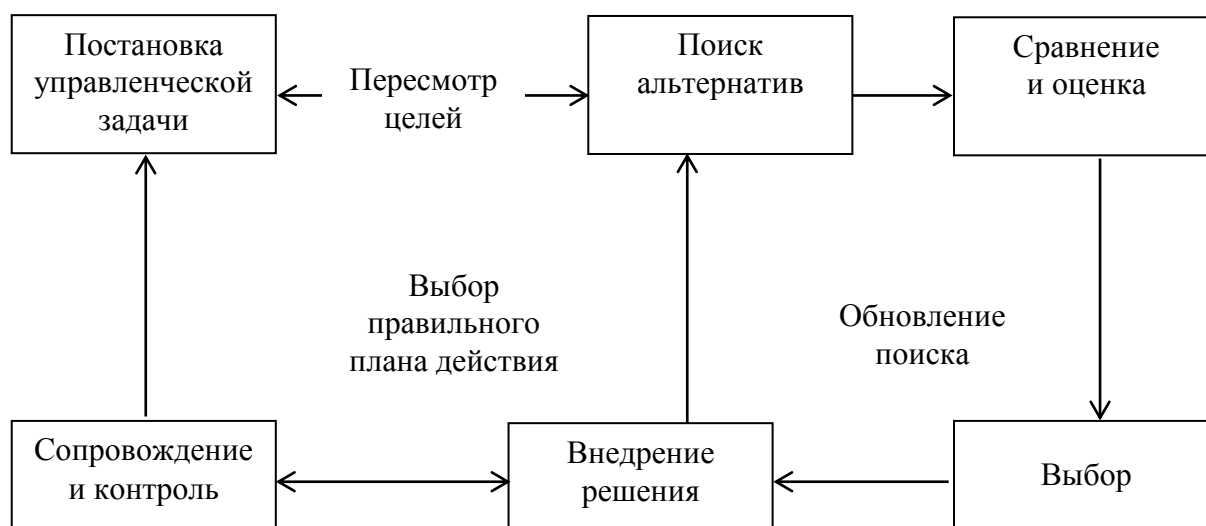 Постановка
управленческой
задачи
Пересмотр
целей
Поиск
альтернатив
Сравнение
и оценка
Выбор
правильного
плана действия
Обновление
поиска
Сопровождение
и контроль
Внедрение
решения
Выбор